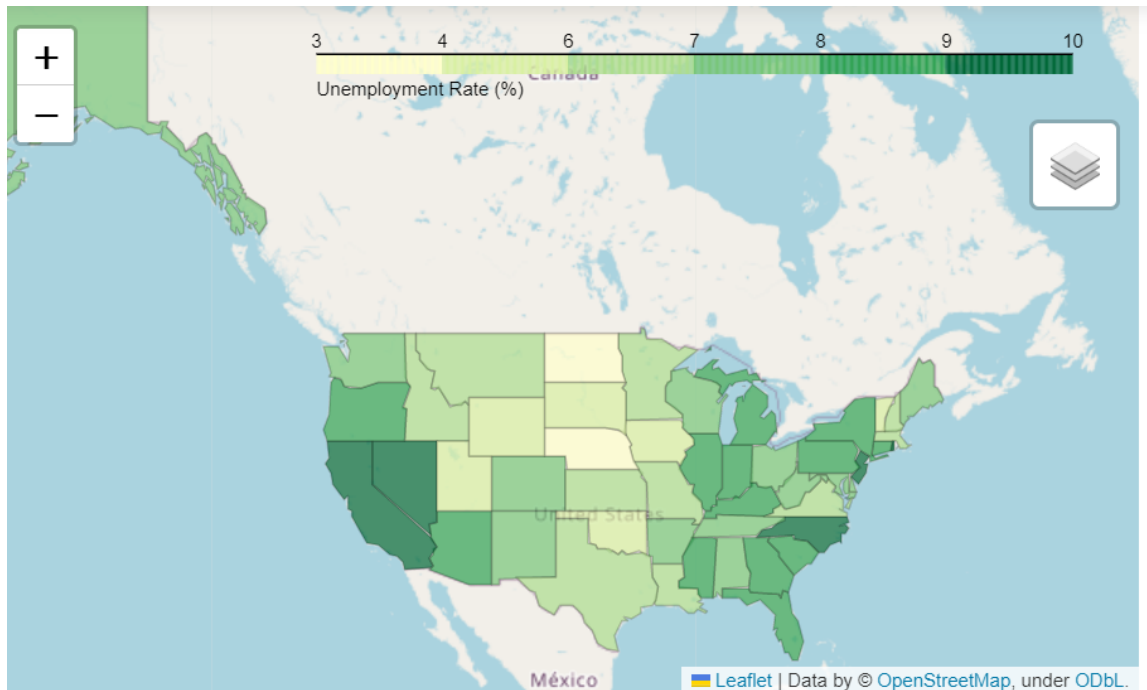 +
−
3 4 6 7 8 9 10
Canada
Unemployment Rate (%)
United States
México
Leaflet | Data by © OpenStreetMap, under ODbL.